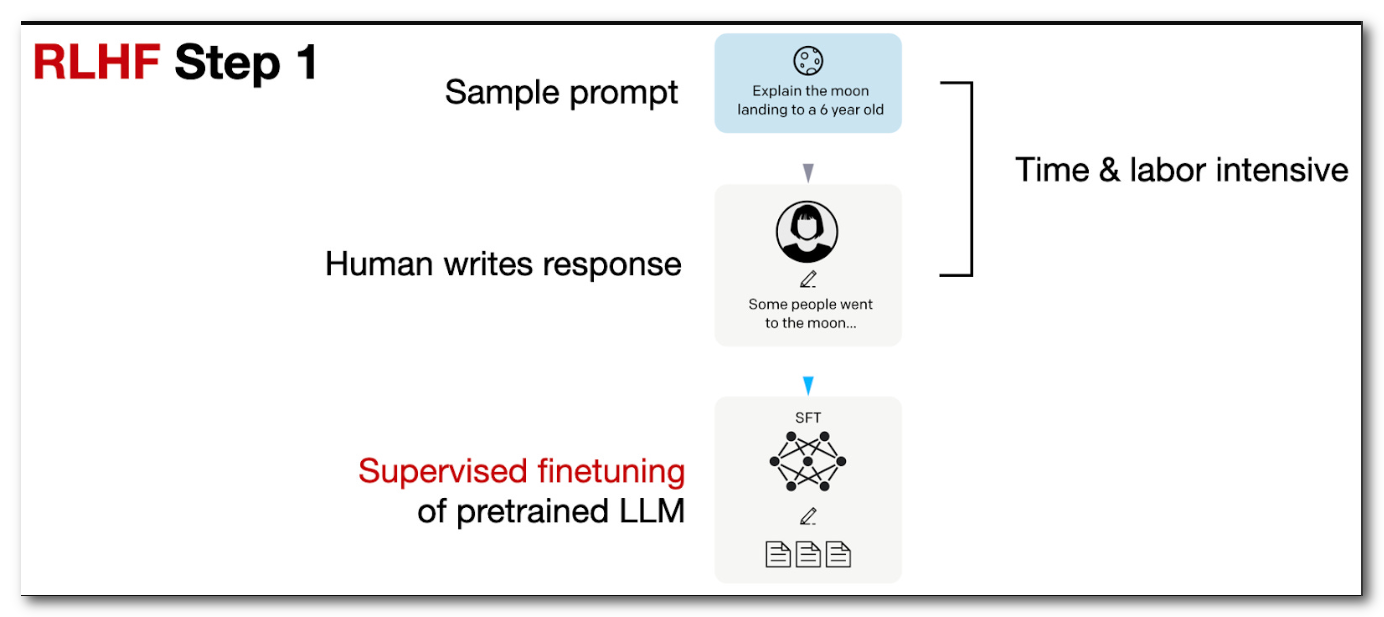 RLHF Step 1
Sample prompt
Explain the moon
landing to a 6 year old
Time & labor intensive
Human writes response
Some people went
to the moon...
SFT
Supervised finetuning
of pretrained LLM